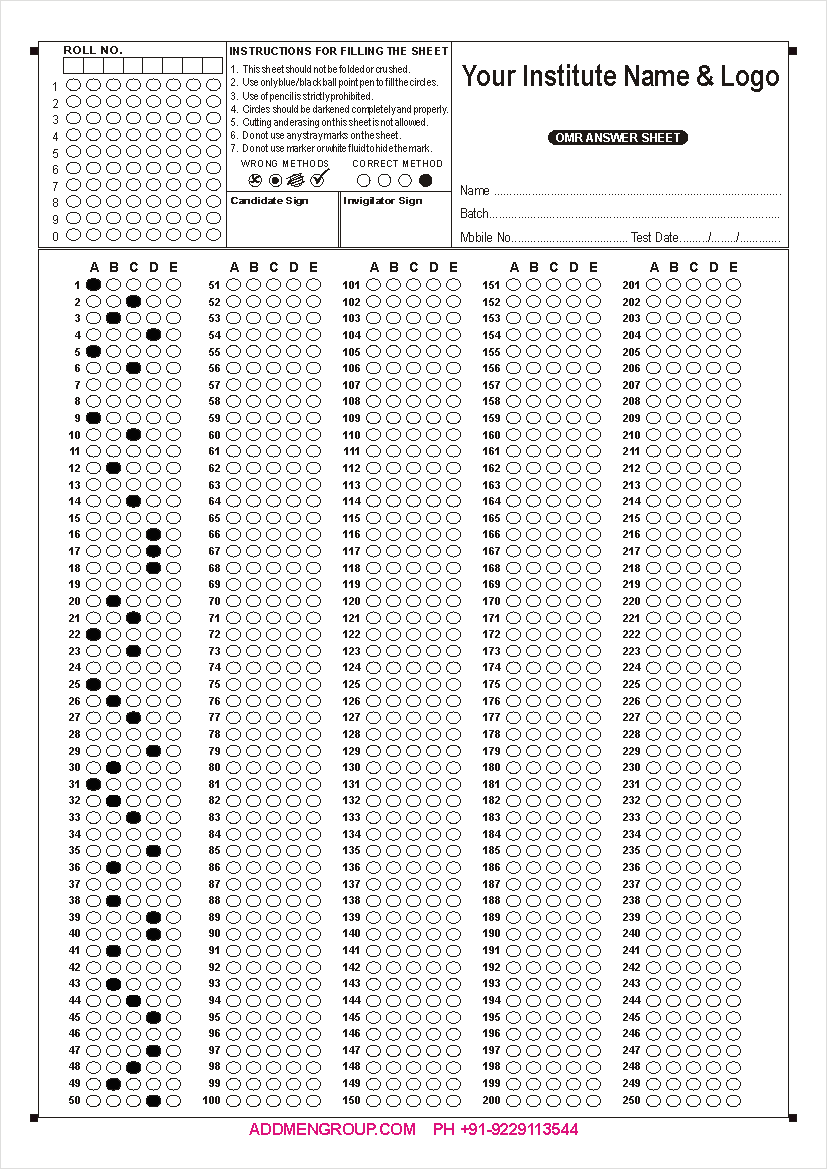 ROLL NO.
1
2
3
4
5
6
7
8
9
0
INSTRUCTIONS FOR FILLING THE SHEET
1. This sheet should not be folded or crushed.
2. Use only blue/black ball point pen to fill the circles.
3. Use of pencil is strictly prohibited.
4. Circles should be darkened completely and properly.
5. Cutting and erasing on this sheet is not allowed.
6. Do not use any stray marks on the sheet.
7. Do not use marker or white fluid to hide the mark.
WRONG METHODS CORRECT METHOD
Candidate Sign Invigilator Sign
Your Institute Name & Logo
OMR ANSWER SHEET
Name
Batch
Mobile No. Test Date......../......../............
A B C D E A B C D E A B C D E A B C D E A B C D E
1 51 101 151 201
2 52 102 152 202
3 53 103 153 203
4 54 104 154 204
5 55 105 155 205
6 56 106 156 206
7 57 107 157 207
8 58 108 158 208
9 59 109 159 209
10 60 110 160 210
11 61 111 161 211
12 62 112 162 212
13 63 113 163 213
14 64 114 164 214
15 65 115 165 215
16 66 116 166 216
17 67 117 167 217
18 68 118 168 218
19 69 119 169 219
20 70 120 170 220
21 71 121 171 221
22 72 122 172 222
23 73 123 173 223
24 74 124 174 224
25 75 125 175 225
26 76 126 176 226
27 77 127 177 227
28 78 128 178 228
29 79 129 179 229
30 80 130 180 230
31 81 131 181 231
32 82 132 182 232
33 83 133 183 233
34 84 134 184 234
35 85 135 185 235
36 86 136 186 236
37 87 137 187 237
38 88 138 188 238
39 89 139 189 239
40 90 140 190 240
41 91 141 191 241
42 92 142 192 242
43 93 143 193 243
44 94 144 194 244
45 95 145 195 245
46 96 146 196 246
47 97 147 197 247
48 98 148 198 248
49 99 149 199 249
50 100 150 200 250
ADDMENGROUP.COM PH +91-9229113544